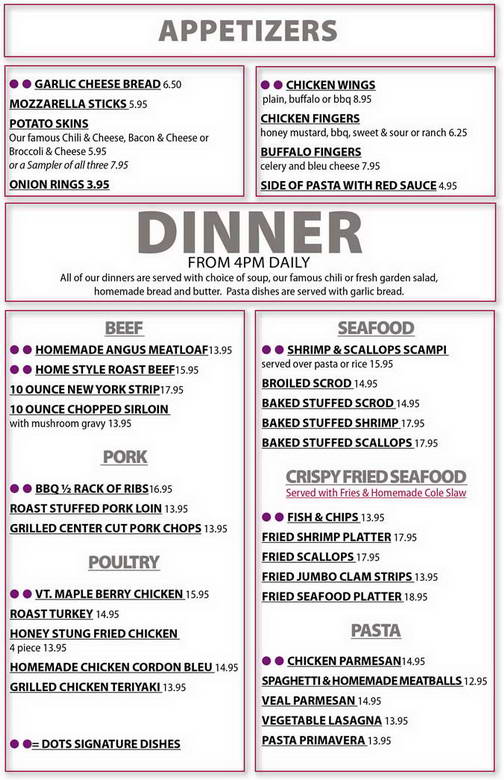 APPETIZERS
GARLIC CHEESE BREAD 6.50
MOZZARELLA STICKS 5.95
POTATO SKINS
Our famous Chili & Cheese, Bacon & Cheese or
Broccoli & Cheese 5.95
or a Sampler of all three 7.95
ONION RINGS 3.95
CHICKEN WINGS
plain, buffalo or bbq 8.95
CHICKEN FINGERS
honey mustard, bbq, sweet & sour or ranch 6.25
BUFFALO FINGERS
celery and bleu cheese 7.95
SIDE OF PASTA WITH RED SAUCE 4.95
DINNER
FROM 4PM DAILY
All of our dinners are served with choice of soup, our famous chili or fresh garden salad,
homemade bread and butter. Pasta dishes are served with garlic bread.
BEEF
HOMEMADE ANGUS MEATLOAF 13.95
HOME STYLE ROAST BEEF 15.95
10 OUNCE NEW YORK STRIP 17.95
10 OUNCE CHOPPED SIRLOIN
with mushroom gravy 13.95
PORK
BBQ ½ RACK OF RIBS 16.95
ROAST STUFFED PORK LOIN 13.95
GRILLED CENTER CUT PORK CHOPS 13.95
POULTRY
VT. MAPLE BERRY CHICKEN 15.95
ROAST TURKEY 14.95
HONEY STUNG FRIED CHICKEN
4 piece 13.95
HOMEMADE CHICKEN CORDON BLEU 14.95
GRILLED CHICKEN TERIYAKI 13.95
= DOTS SIGNATURE DISHES
SEAFOOD
SHRIMP & SCALLOPS SCAMPI
served over pasta or rice 15.95
BROILED SCROD 14.95
BAKED STUFFED SCROD 14.95
BAKED STUFFED SHRIMP 17.95
BAKED STUFFED SCALLOPS 17.95
CRISPY FRIED SEAFOOD
Served with Fries & Homemade Cole Slaw
FISH & CHIPS 13.95
FRIED SHRIMP PLATTER 17.95
FRIED SCALLOPS 17.95
FRIED JUMBO CLAM STRIPS 13.95
FRIED SEAFOOD PLATTER 18.95
PASTA
CHICKEN PARMESAN 14.95
SPAGHETTI & HOMEMADE MEATBALLS 12.95
VEAL PARMESAN 14.95
VEGETABLE LASAGNA 13.95
PASTA PRIMAVERA 13.95